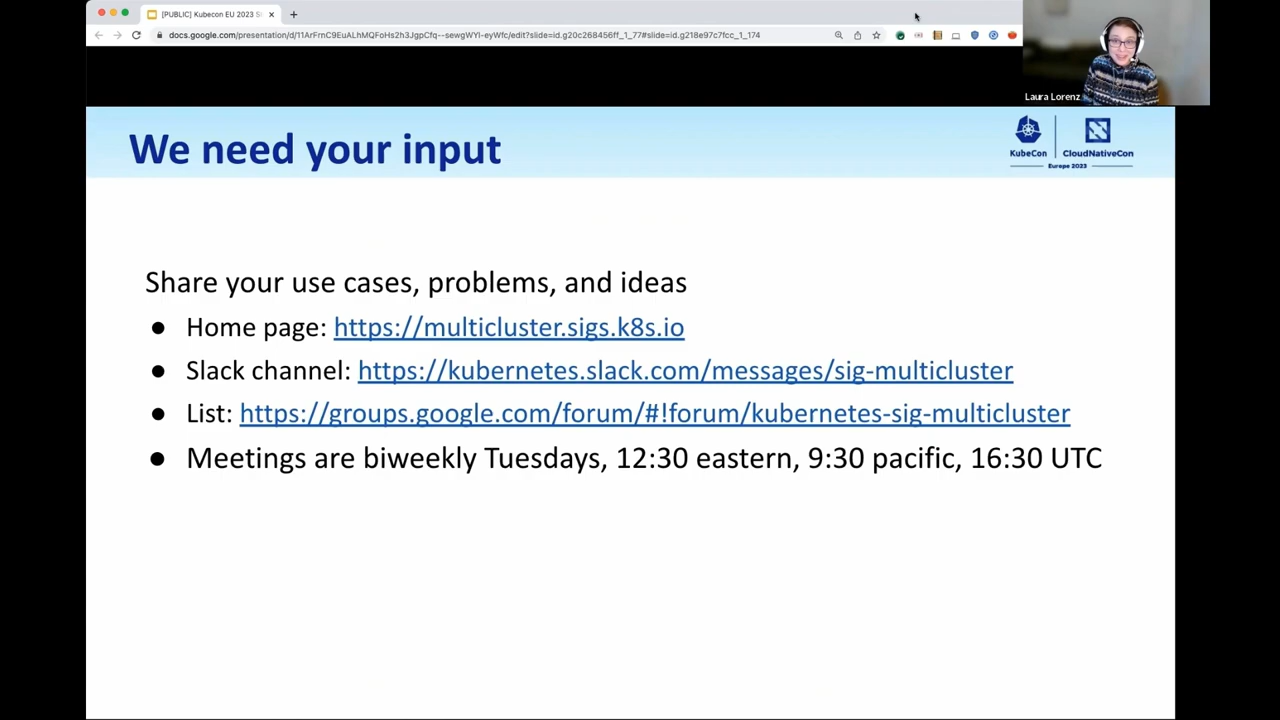 [PUBLIC] Kubecon EU 2023 SI
docs.google.com/presentation/d/11ArFrnC9EuALhMQFoHs2h3JgpCfq--sewgWYI-eyWfc/edit?slide=id.g20c268456ff_1_77#slide=id.g218e97c7fcc_1_174
Laura Lorenz
We need your input
KubeCon
CloudNativeCon
Europe 2023
Share your use cases, problems, and ideas
● Home page: https://multicluster.sigs.k8s.io
● Slack channel: https://kubernetes.slack.com/messages/sig-multicluster
● List: https://groups.google.com/forum/#!forum/kubernetes-sig-multicluster
● Meetings are biweekly Tuesdays, 12:30 eastern, 9:30 pacific, 16:30 UTC